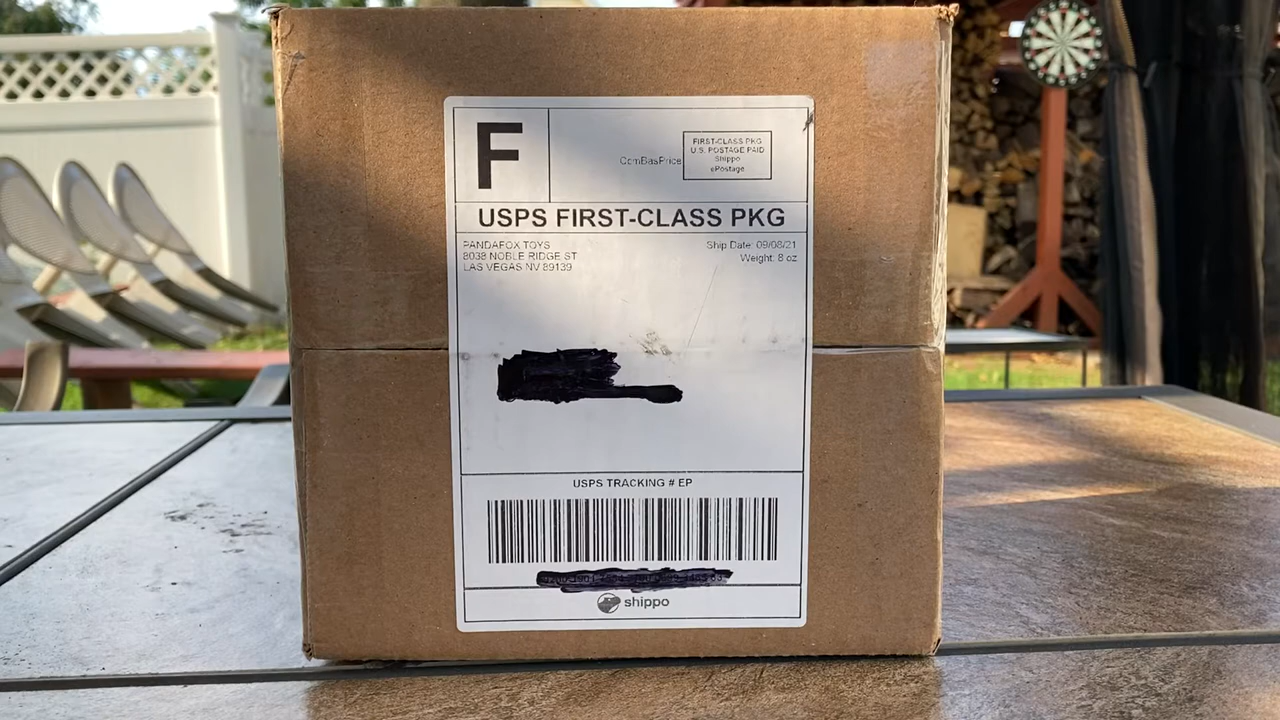 F
ComBasPrice
FIRST-CLASS PKG
U.S. POSTAGE PAID
Shippo
ePostage
USPS FIRST-CLASS PKG
PANDAFOX TOYS
8038 NOBLE RIDGE ST
LAS VEGAS NV 89139
Ship Date: 09/08/21
Weight: 8 oz
USPS TRACKING # EP
shippo